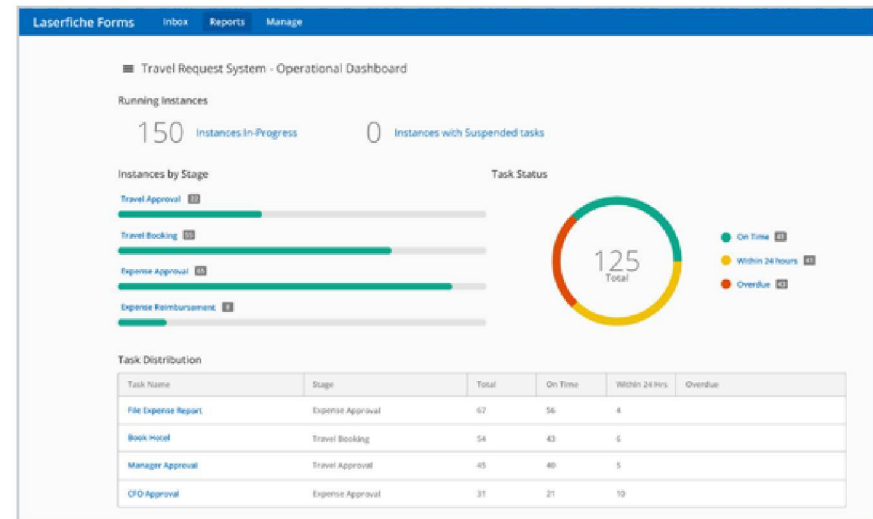 Laserfiche Forms Inbox Reports Manage
Travel Request System - Operational Dashboard
Running Instances
150 Instances In-Progress 0 Instances with Suspended tasks
Instances by Stage
Travel Approval
Travel Booking
Expense Approval
Expense Reimbursement
Task Status
125
Total
On Time
Within 24 hours
Overdue
Task Distribution
Task Name Stage Total On Time Within 24 Hrs. Overdue
File Expense Report Expense Approval 67 56 4
Book Hotel Travel Booking 54 43 6
Manager Approval Travel Approval 45 40 5
CFO Approval Expense Approval 31 21 10